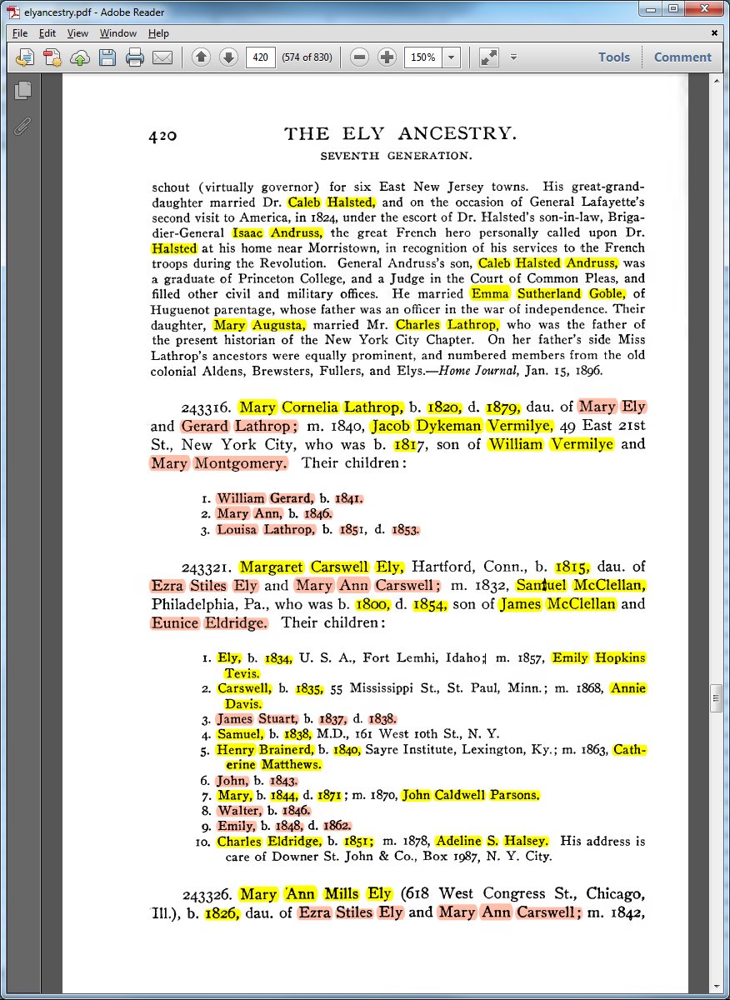 elyancestry.pdf - Adobe Reader
File Edit View Window Help
420 (574 of 830) 150% Tools Comment
420 THE ELY ANCESTRY.
SEVENTH GENERATION.
schout (virtually governor) for six East New Jersey towns. His great-grand-
daughter married Dr. Caleb Halsted, and on the occasion of General Lafayette's
second visit to America, in 1824, under the escort of Dr. Halsted's son-in-law, Briga-
dier-General Isaac Andruss, the great French hero personally called upon Dr.
Halsted at his home near Morristown, in recognition of his services to the French
troops during the Revolution. General Andruss's son, Caleb Halsted Andruss, was
a graduate of Princeton College, and a Judge in the Court of Common Pleas, and
filled other civil and military offices. He married Emma Sutherland Goble, of
Huguenot parentage, whose father was an officer in the war of independence. Their
daughter, Mary Augusta, married Mr. Charles Lathrop, who was the father of
the present historian of the New York City Chapter. On her father's side Miss
Lathrop's ancestors were equally prominent, and numbered members from the old
colonial Aldens, Brewsters, Fullers, and Elys.—Home Journal, Jan. 15, 1896.
243316. Mary Cornelia Lathrop, b. 1820, d. 1879, dau. of Mary Ely
and Gerard Lathrop; m. 1840, Jacob Dykeman Vermilye, 49 East 21st
St., New York City, who was b. 1817, son of William Vermilye and
Mary Montgomery. Their children:
1. William Gerard, b. 1841.
2. Mary Ann, b. 1846.
3. Louisa Lathrop, b. 1851, d. 1853.
243321. Margaret Carswell Ely, Hartford, Conn., b. 1815, dau. of
Ezra Stiles Ely and Mary Ann Carswell; m. 1832, Samuel McClellan,
Philadelphia, Pa., who was b. 1800, d. 1854, son of James McClellan and
Eunice Eldridge. Their children:
1. Ely, b. 1834, U. S. A., Fort Lemhi, Idaho; m. 1857, Emily Hopkins
Tevis.
2. Carswell, b. 1835, 55 Mississippi St., St. Paul, Minn.; m. 1868, Annie
Davis.
3. James Stuart, b. 1837, d. 1838.
4. Samuel, b. 1838, M.D., 161 West 10th St., N. Y.
5. Henry Brainerd, b. 1840, Sayre Institute, Lexington, Ky.; m. 1863, Cath-
erine Matthews.
6. John, b. 1843.
7. Mary, b. 1844, d. 1871; m. 1870, John Caldwell Parsons.
8. Walter, b. 1846.
9. Emily, b. 1848, d. 1862.
10. Charles Eldridge, b. 1851; m. 1878, Adeline S. Halsey. His address is
care of Downer St. John & Co., Box 1987, N. Y. City.
243326. Mary Ann Mills Ely (618 West Congress St., Chicago,
Ill.), b. 1826, dau. of Ezra Stiles Ely and Mary Ann Carswell; m. 1842,